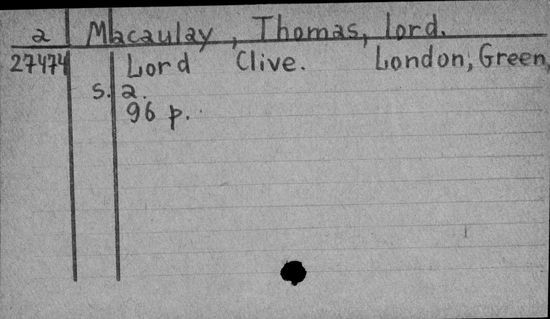 a Macaulay, Thomas, lord.
27474 Lord Clive. London, Green,
s. a.
96 p.